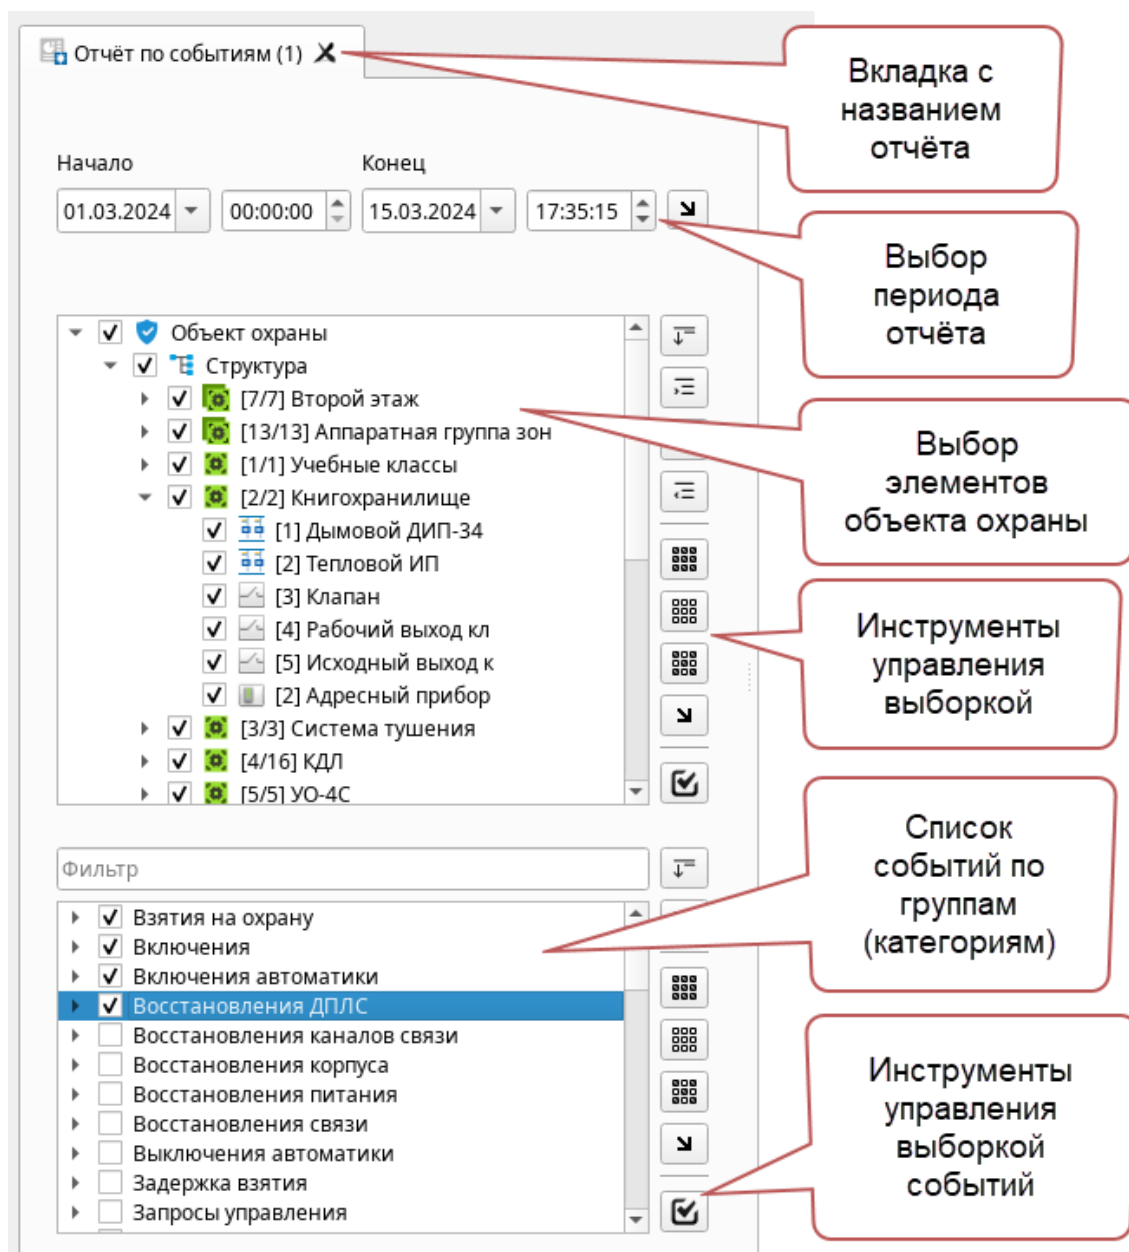 Отчёт по событиям (1)
Вкладка с
названием
отчёта
Начало
Конец
01.03.2024
00:00:00
15.03.2024
17:35:15
Выбор
периода
отчёта
Объект охраны
Структура
[7/7] Второй этаж
[13/13] Аппаратная группа зон
[1/1] Учебные классы
[2/2] Книгохранилище
[1] Дымовой ДИП-34
[2] Тепловой ИП
[3] Клапан
[4] Рабочий выход кл
[5] Исходный выход к
[2] Адресный прибор
[3/3] Система тушения
[4/16] КДЛ
[5/5] УО-4С
Выбор
элементов
объекта охраны
Инструменты
управления
выборкой
Фильтр
Взятия на охрану
Включения
Включения автоматики
Восстановления ДПЛС
Восстановления каналов связи
Восстановления корпуса
Восстановления питания
Восстановления связи
Выключения автоматики
Задержка взятия
Запросы управления
Список
событий по
группам
(категориям)
Инструменты
управления
выборкой
событий